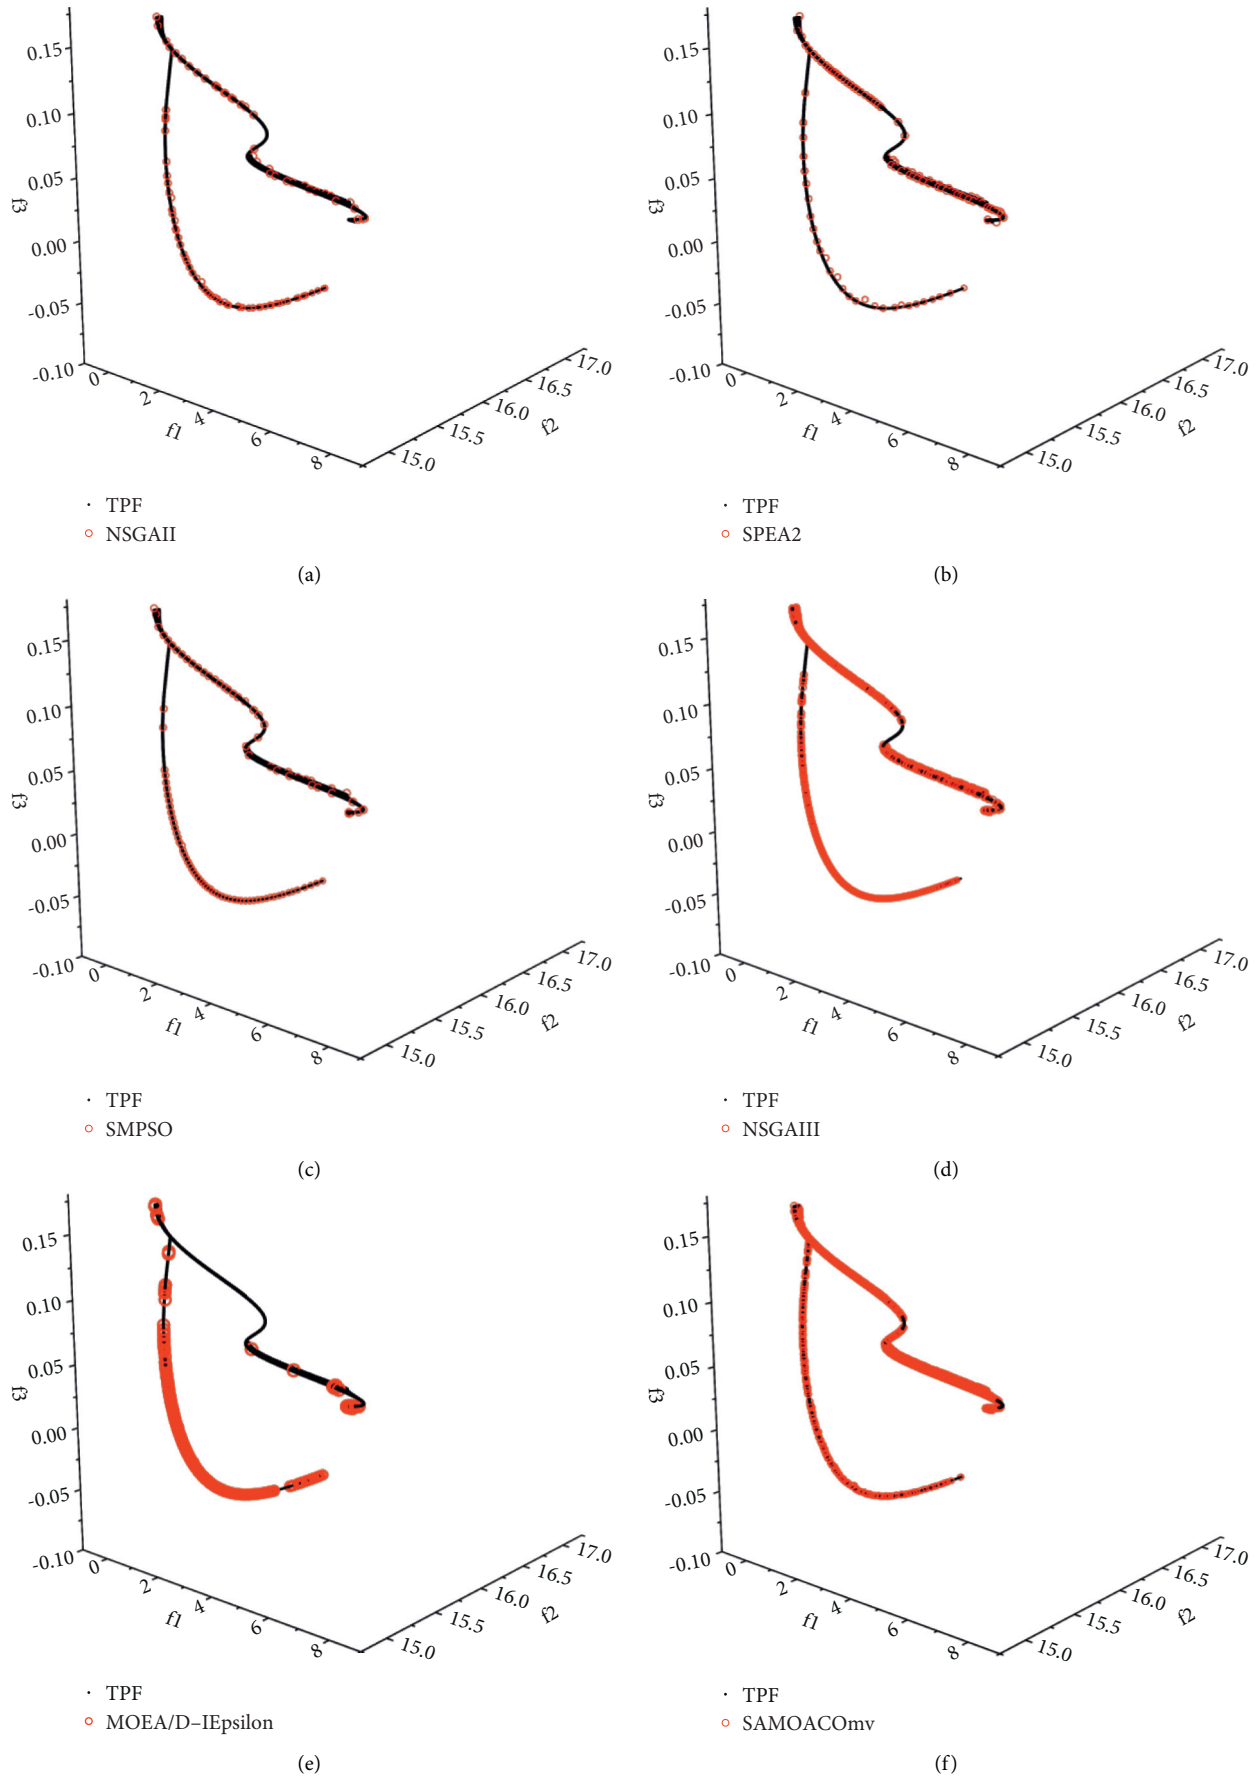 0.15
0.10
0.05
0.00
-0.05
-0.10
f3
0
2
4
6
8
f1
15.0
15.5
16.0
16.5
17.0
f2
· TPF
○ NSGAII
(a)
0.15
0.10
0.05
0.00
-0.05
-0.10
f3
0
2
4
6
8
f1
15.0
15.5
16.0
16.5
17.0
f2
· TPF
○ SPEA2
(b)
0.15
0.10
0.05
0.00
-0.05
-0.10
f3
0
2
4
6
8
f1
15.0
15.5
16.0
16.5
17.0
f2
· TPF
○ SMPSO
(c)
0.15
0.10
0.05
0.00
-0.05
-0.10
f3
0
2
4
6
8
f1
15.0
15.5
16.0
16.5
17.0
f2
· TPF
○ NSGAIII
(d)
0.15
0.10
0.05
0.00
-0.05
-0.10
f3
0
2
4
6
8
f1
15.0
15.5
16.0
16.5
17.0
f2
· TPF
○ MOEA/D–IEpsilon
(e)
0.15
0.10
0.05
0.00
-0.05
-0.10
f3
0
2
4
6
8
f1
15.0
15.5
16.0
16.5
17.0
f2
· TPF
○ SAMOACOmv
(f)